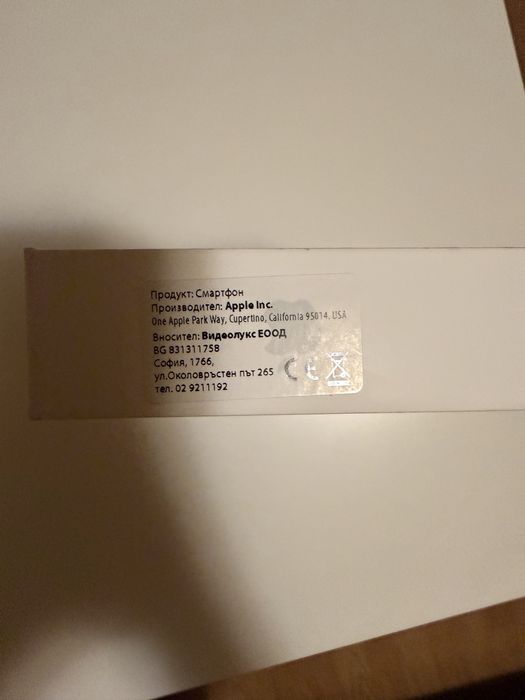 Продукт: Смартфон
Производител: Apple Inc.
One Apple Park Way, Cupertino, California 95014, USA
Вносител: Видеолукс ЕООД
BG 831311758
София, 1766,
ул.Околовръстен път 265
тел. 02 9211192
CE